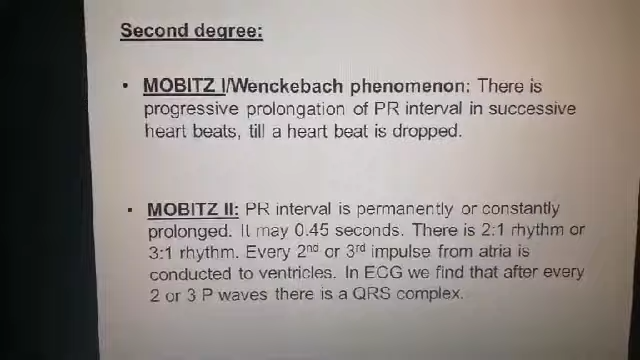 Second degree:
• MOBITZ I/Wenckebach phenomenon: There is
progressive prolongation of PR interval in successive
heart beats, till a heart beat is dropped.
• MOBITZ II: PR interval is permanently or constantly
prolonged. It may 0.45 seconds. There is 2:1 rhythm or
3:1 rhythm. Every 2nd or 3rd impulse from atria is
conducted to ventricles. In ECG we find that after every
2 or 3 P waves there is a QRS complex.